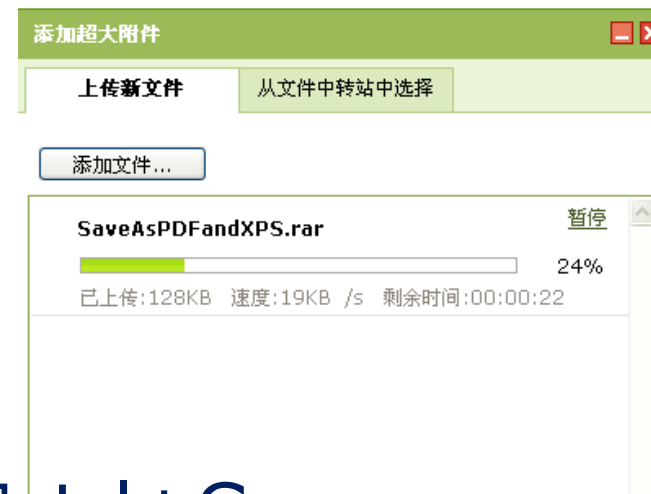 添加超大附件
上传新文件 从文件中转站中选择
添加文件...
SaveAsPDFandXPS.rar 暂停
24%
已上传:128KB 速度:19KB /s 剩余时间:00:00:22